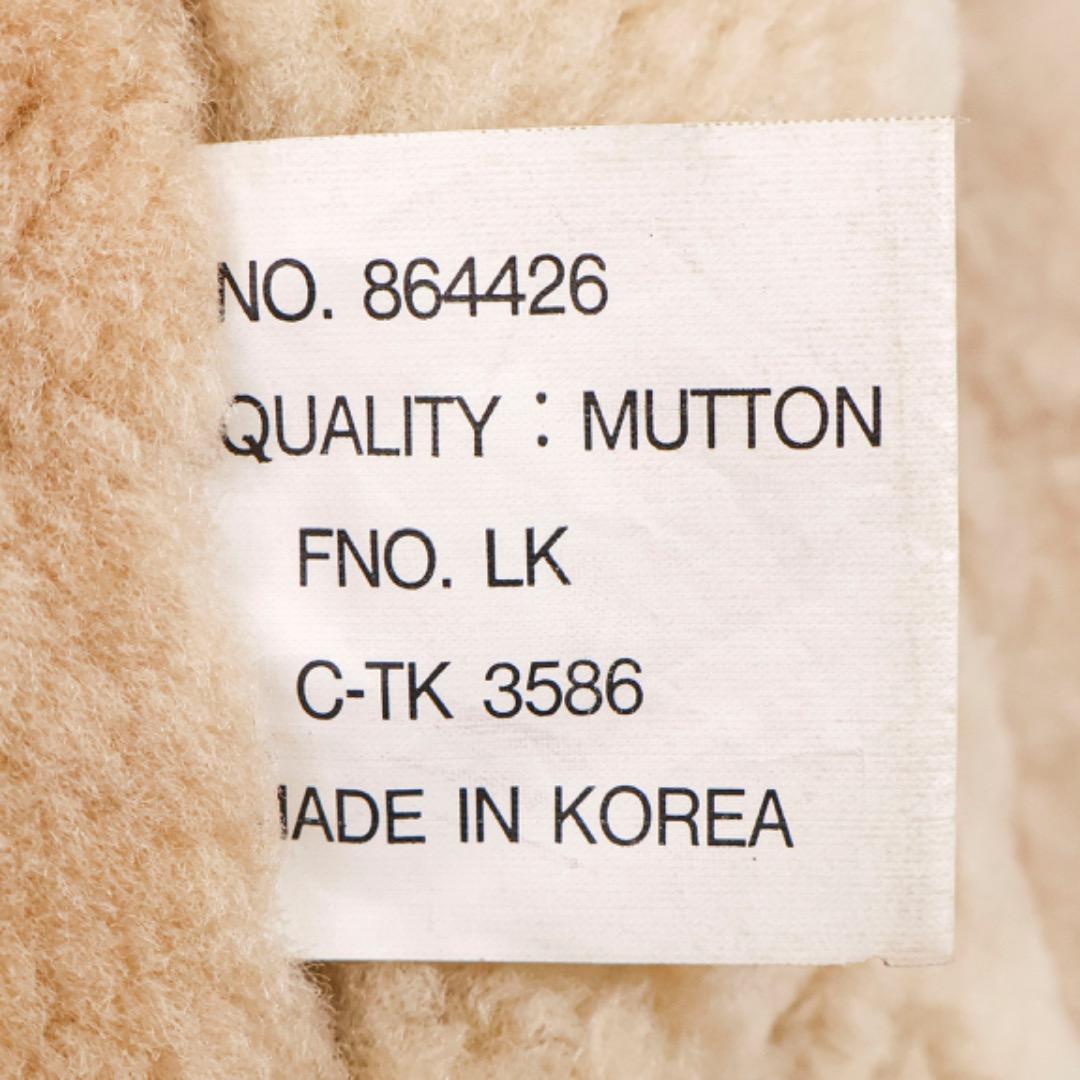 NO. 864426
QUALITY : MUTTON
FNO. LK
C-TK 3586
MADE IN KOREA